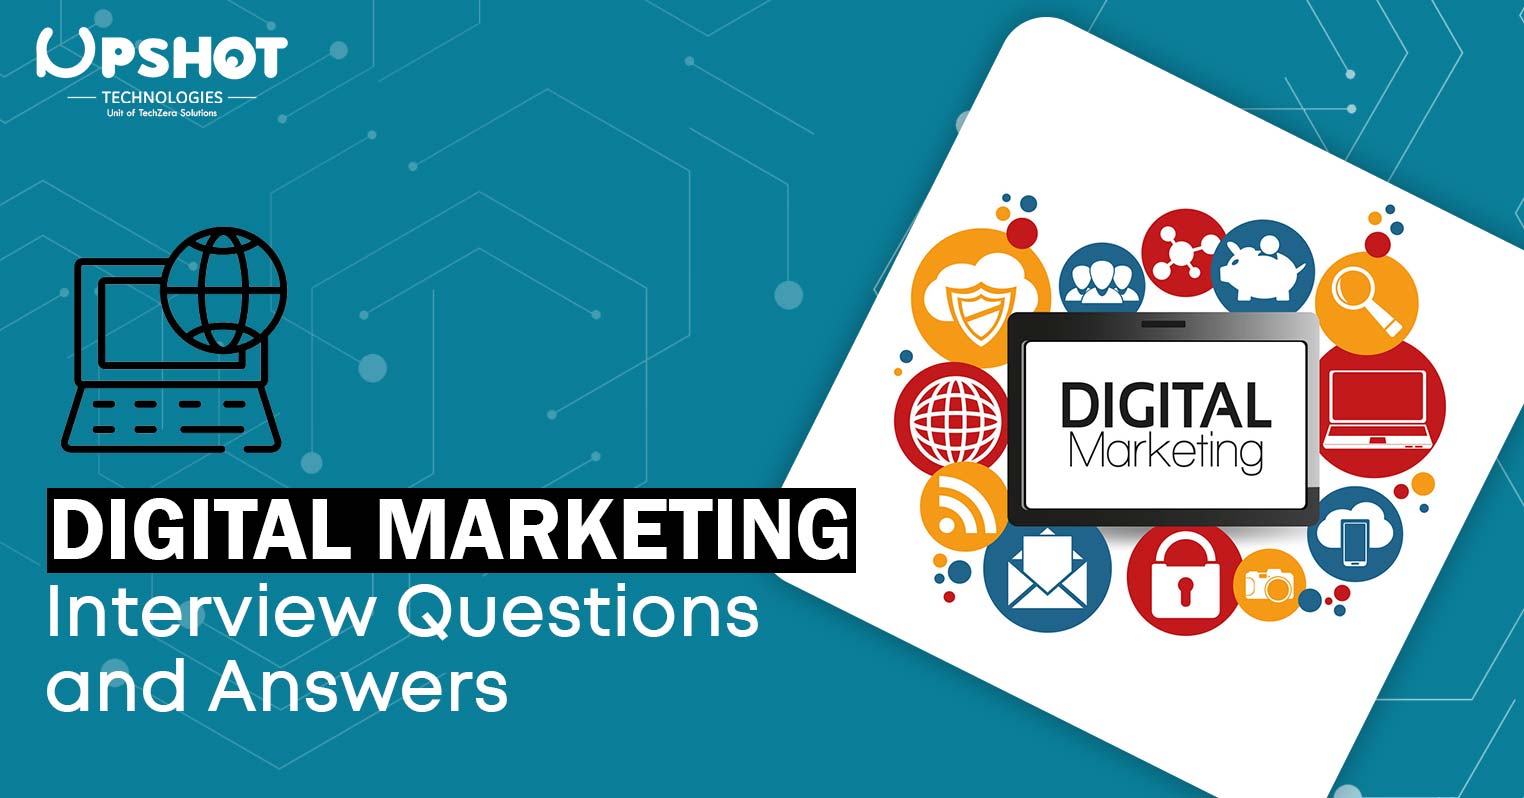 UPSHOT
TECHNOLOGIES
Unit of TechZera Solutions
DIGITAL MARKETING
Interview Questions
and Answers
DIGITAL
Marketing